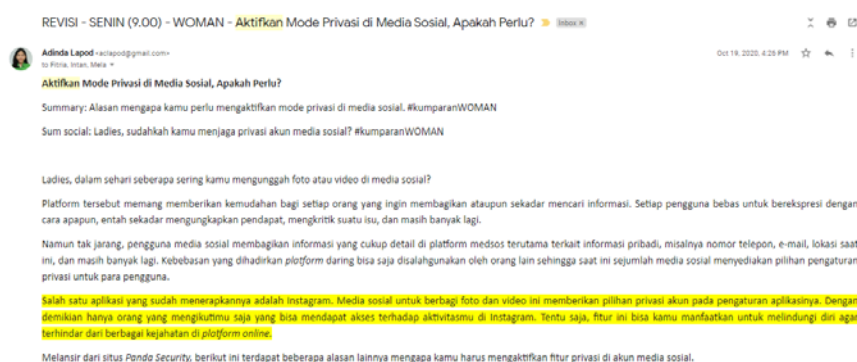 REVISI - SENIN (9.00) - WOMAN - Aktifkan Mode Privasi di Media Sosial, Apakah Perlu? Inbox x
Adinda Lapod <aclapod@gmail.com> Oct 19, 2020, 4:25 PM
to Fitria, Intan, Mela
Aktifkan Mode Privasi di Media Sosial, Apakah Perlu?
Summary: Alasan mengapa kamu perlu mengaktifkan mode privasi di media sosial. #kumparanWOMAN
Sum social: Ladies, sudahkah kamu menjaga privasi akun media sosial? #kumparanWOMAN
Ladies, dalam sehari seberapa sering kamu mengunggah foto atau video di media sosial?
Platform tersebut memang memberikan kemudahan bagi setiap orang yang ingin membagikan ataupun sekadar mencari informasi. Setiap pengguna bebas untuk berekspresi dengan
cara apapun, entah sekadar mengungkapkan pendapat, mengkritik suatu isu, dan masih banyak lagi.
Namun tak jarang, pengguna media sosial membagikan informasi yang cukup detail di platform medsos terutama terkait informasi pribadi, misalnya nomor telepon, e-mail, lokasi saat
ini, dan masih banyak lagi. Kebebasan yang dihadirkan platform daring bisa saja disalahgunakan oleh orang lain sehingga saat ini sejumlah media sosial menyediakan pilihan pengaturan
privasi untuk para pengguna.
Salah satu aplikasi yang sudah menerapkannya adalah Instagram. Media sosial untuk berbagi foto dan video ini memberikan pilihan privasi akun pada pengaturan aplikasinya. Dengan
demikian hanya orang yang mengikutimu saja yang bisa mendapat akses terhadap aktivitasmu di Instagram. Tentu saja, fitur ini bisa kamu manfaatkan untuk melindungi diri agar
terhindar dari berbagai kejahatan di platform online.
Melansir dari situs Panda Security, berikut ini terdapat beberapa alasan lainnya mengapa kamu harus mengaktifkan fitur privasi di akun media sosial.